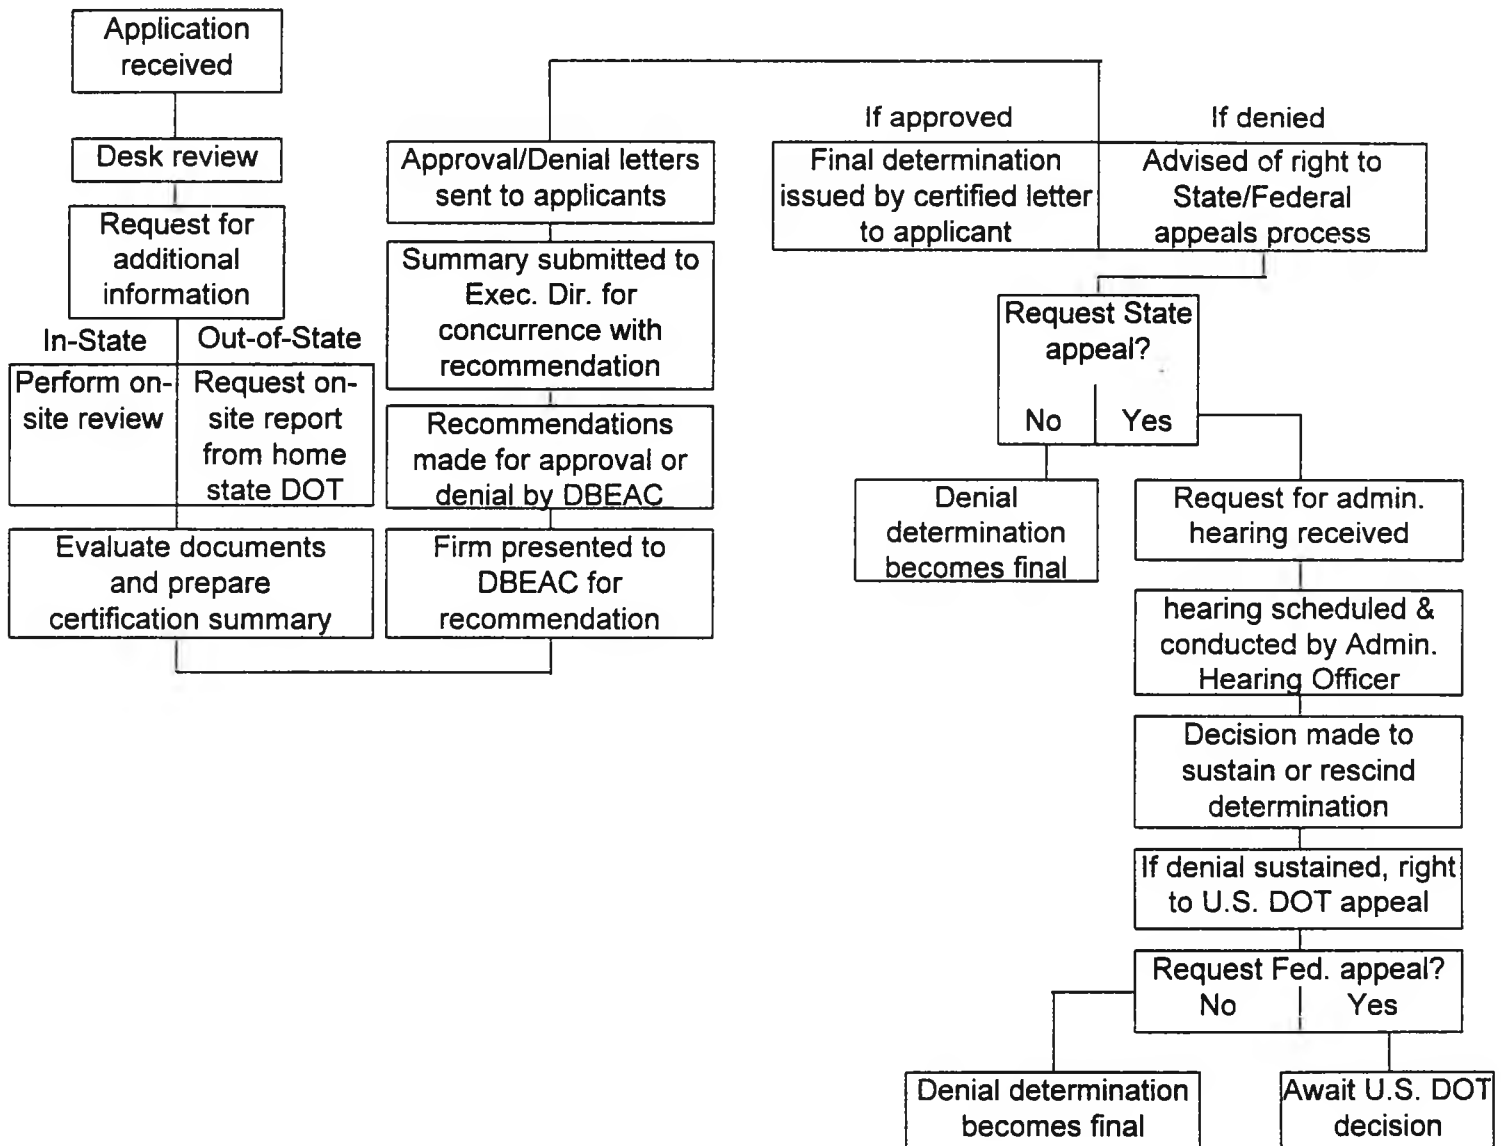 Application
received
Desk review
Request for
additional
information
In-State
Out-of-State
Perform on-
site review
Request on-
site report
from home
state DOT
Evaluate documents
and prepare
certification summary
Approval/Denial letters
sent to applicants
Summary submitted to
Exec. Dir. for
concurrence with
recommendation
Recommendations
made for approval or
denial by DBEAC
Firm presented to
DBEAC for
recommendation
If approved
If denied
Final determination
issued by certified letter
to applicant
Advised of right to
State/Federal
appeals process
Request State
appeal?
No
Yes
Denial
determination
becomes final
Request for admin.
hearing received
hearing scheduled &
conducted by Admin.
Hearing Officer
Decision made to
sustain or rescind
determination
If denial sustained, right
to U.S. DOT appeal
Request Fed. appeal?
No
Yes
Denial determination
becomes final
Await U.S. DOT
decision